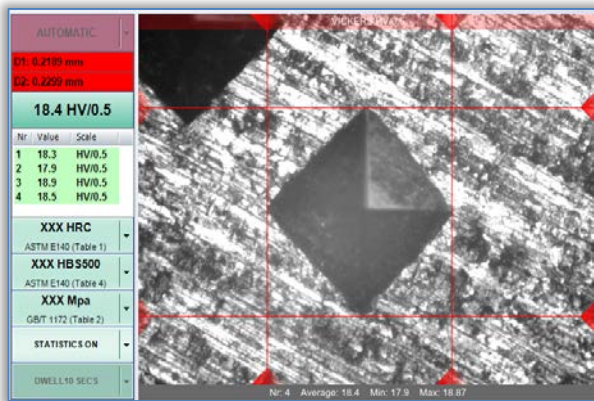 AUTOMATIC
D1: 0.2189 mm
D2: 0.2299 mm
18.4 HV/0.5
Nr Value Scale
1 18.3 HV/0.5
2 17.9 HV/0.5
3 18.9 HV/0.5
4 18.5 HV/0.5
XXX HRC
ASTM E140 (Table 1)
XXX HBS500
ASTM E140 (Table 4)
XXX Mpa
GB/T 1172 (Table 2)
STATISTICS ON
DWELL10 SECS
Nr: 4 Average: 18.4 Min: 17.9 Max: 18.87